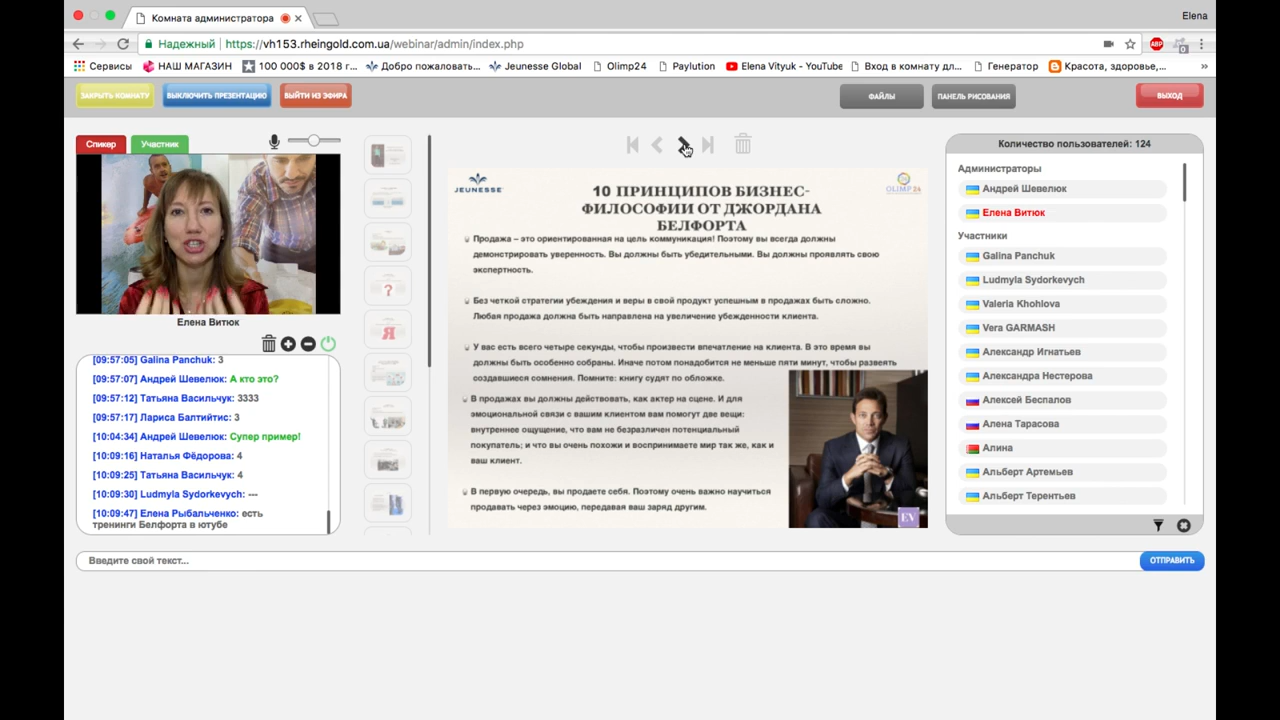 Комната администратора
Elena
Надежный
https://vh153.rheingold.com.ua/webinar/admin/index.php
ABP
0
Сервисы
НАШ МАГАЗИН
100 000$ в 2018 г...
Добро пожаловать...
Jeunesse Global
Olimp24
Paylution
Elena Vityuk - YouTube
Вход в комнату дл...
Генератор
Красота, здоровье,...
»
ЗАКРЫТЬ КОМНАТУ
ВЫКЛЮЧИТЬ ПРЕЗЕНТАЦИЮ
ВЫЙТИ ИЗ ЭФИРА
ФАЙЛЫ
ПАНЕЛЬ РИСОВАНИЯ
ВЫХОД
Спикер
Участник
Елена Витюк
[09:57:05] Galina Panchuk: 3
[09:57:07] Андрей Шевелюк: А кто это?
[09:57:12] Татьяна Васильчук: 3333
[09:57:17] Лариса Балтийтис: 3
[10:04:34] Андрей Шевелюк: Супер пример!
[10:09:16] Наталья Фёдорова: 4
[10:09:25] Татьяна Васильчук: 4
[10:09:30] Ludmyla Sydorkevych: ---
[10:09:47] Елена Рыбальченко: есть
тренинги Белфорта в ютубе
?
Я
JEUNESSE
OLIMP 24
10 ПРИНЦИПОВ БИЗНЕС-
ФИЛОСОФИИ ОТ ДЖОРДАНА
БЕЛФОРТА
Продажа – это ориентированная на цель коммуникация! Поэтому вы всегда должны
демонстрировать уверенность. Вы должны быть убедительными. Вы должны проявлять свою
экспертность.
Без четкой стратегии убеждения и веры в свой продукт успешным в продажах быть сложно.
Любая продажа должна быть направлена на увеличение убежденности клиента.
У вас есть всего четыре секунды, чтобы произвести впечатление на клиента. В это время вы
должны быть особенно собраны. Иначе потом понадобится не меньше пяти минут, чтобы развеять
создавшиеся сомнения. Помните: книгу судят по обложке.
В продажах вы должны действовать, как актер на сцене. И для
эмоциональной связи с вашим клиентом вам помогут две вещи:
внутреннее ощущение, что вам не безразличен потенциальный
покупатель; и что вы очень похожи и воспринимаете мир так же, как и
ваш клиент.
В первую очередь, вы продаете себя. Поэтому очень важно научиться
продавать через эмоцию, передавая ваш заряд другим.
EV
Количество пользователей: 124
Администраторы
Андрей Шевелюк
Елена Витюк
Участники
Galina Panchuk
Ludmyla Sydorkevych
Valeria Khohlova
Vera GARMASH
Александр Игнатьев
Александра Нестерова
Алексей Беспалов
Алена Тарасова
Алина
Альберт Артемьев
Альберт Терентьев
Введите свой текст...
ОТПРАВИТЬ